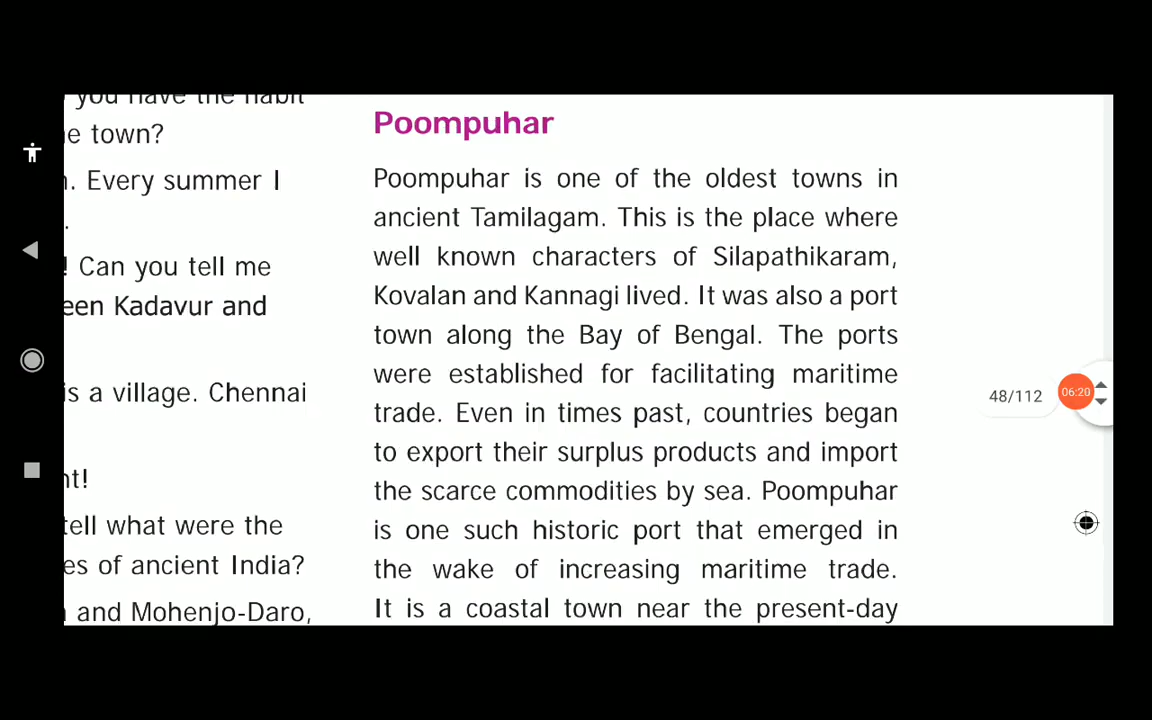 you have the habit
e town?
. Every summer I
.
! Can you tell me
een Kadavur and
is a village. Chennai
nt!
tell what were the
es of ancient India?
and Mohenjo-Daro,
Poompuhar
Poompuhar is one of the oldest towns in
ancient Tamilagam. This is the place where
well known characters of Silapathikaram,
Kovalan and Kannagi lived. It was also a port
town along the Bay of Bengal. The ports
were established for facilitating maritime
trade. Even in times past, countries began
to export their surplus products and import
the scarce commodities by sea. Poompuhar
is one such historic port that emerged in
the wake of increasing maritime trade.
It is a coastal town near the present-day
48/112
06:20